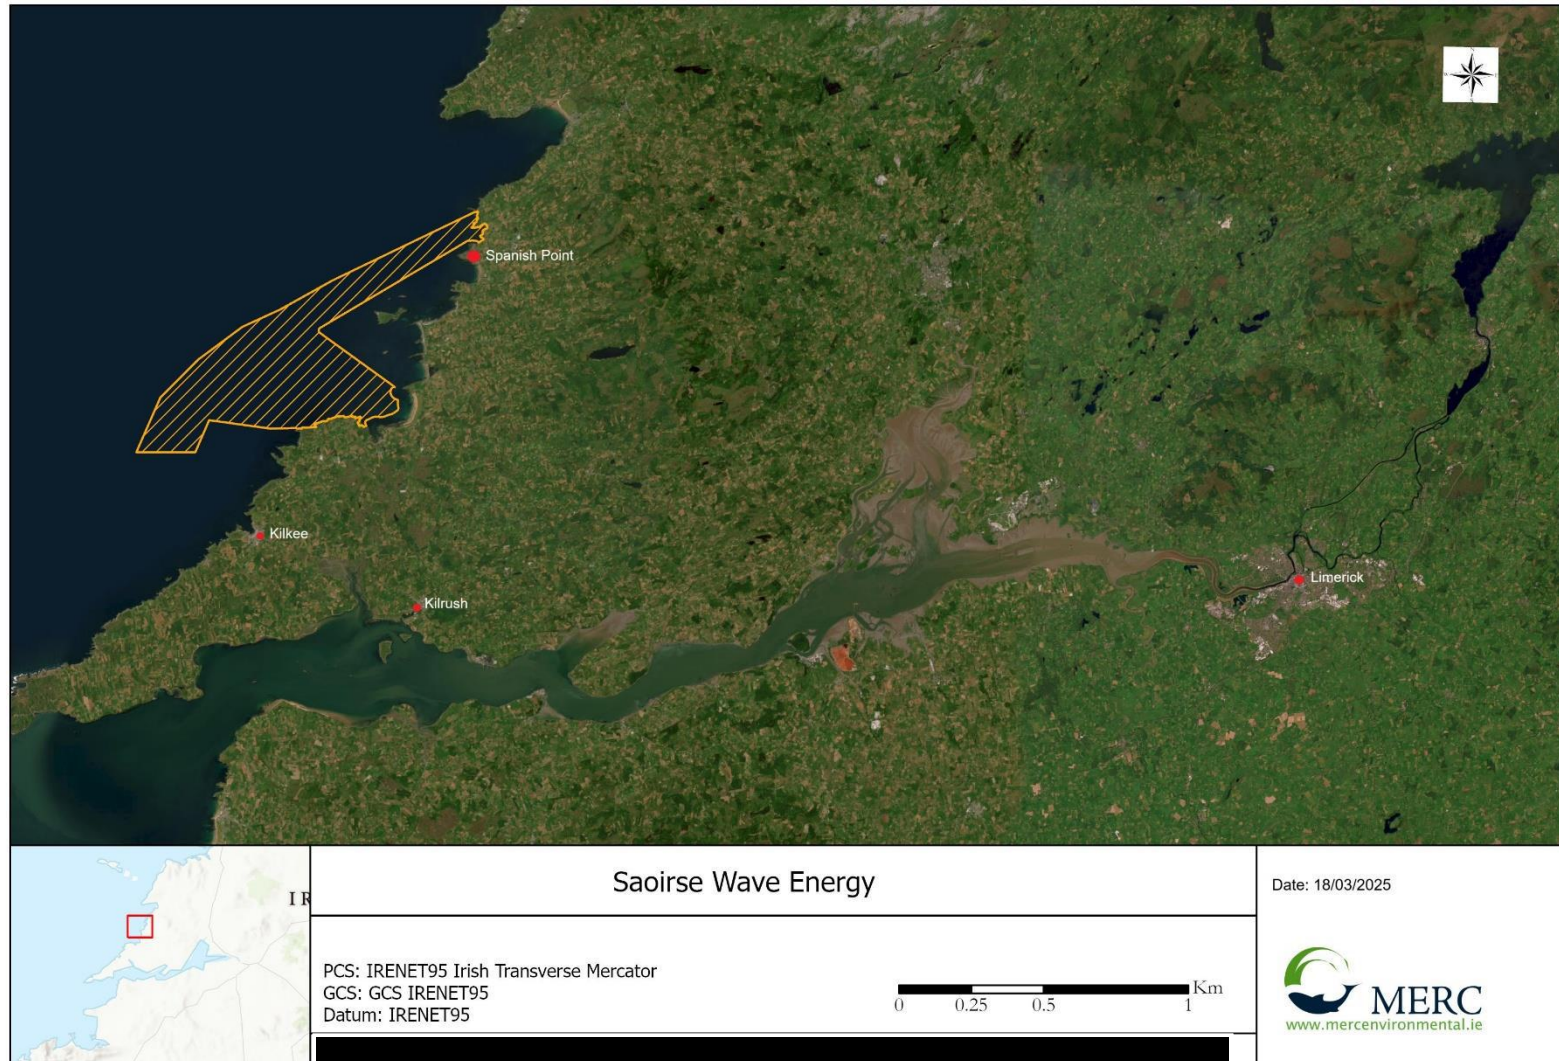 Spanish Point
Kilkee
Kilrush
Limerick
I R
Saoirse Wave Energy
Date: 18/03/2025
PCS: IRENET95 Irish Transverse Mercator
GCS: GCS IRENET95
Datum: IRENET95
Km
0 0.25 0.5 1
MERC
www.mercenvironmental.ie